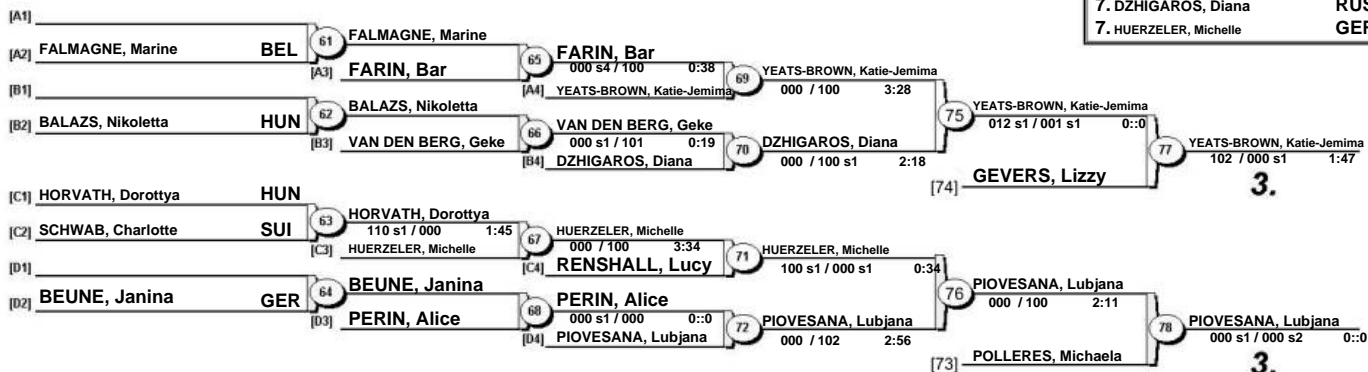 7. DZHIGAROS, Diana RUS
7. HUERZELER, Michelle GER
[A1]
[A2] FALMAGNE, Marine BEL
61
FALMAGNE, Marine
[A3] FARIN, Bar
65
FARIN, Bar
000 s4 / 100 0:38
[A4] YEATS-BROWN, Katie-Jemima
69
YEATS-BROWN, Katie-Jemima
000 / 100 3:28
[B1]
[B2] BALAZS, Nikoletta HUN
62
BALAZS, Nikoletta
[B3] VAN DEN BERG, Geke
66
VAN DEN BERG, Geke
000 s1 / 101 0:19
[B4] DZHIGAROS, Diana
70
DZHIGAROS, Diana
000 / 100 s1 2:18
75
YEATS-BROWN, Katie-Jemima
012 s1 / 001 s1 0::0
[74] GEVERS, Lizzy
77
YEATS-BROWN, Katie-Jemima
102 / 000 s1 1:47
3.
[C1] HORVATH, Dorottya HUN
[C2] SCHWAB, Charlotte SUI
63
HORVATH, Dorottya
110 s1 / 000 1:45
[C3] HUERZELER, Michelle
67
HUERZELER, Michelle
000 / 100 3:34
[C4] RENSHALL, Lucy
71
HUERZELER, Michelle
100 s1 / 000 s1 0:34
[D1]
[D2] BEUNE, Janina GER
64
BEUNE, Janina
[D3] PERIN, Alice
68
PERIN, Alice
000 s1 / 000 0::0
[D4] PIOVESANA, Lubjana
72
PIOVESANA, Lubjana
000 / 102 2:56
76
PIOVESANA, Lubjana
000 / 100 2:11
[73] POLLERES, Michaela
78
PIOVESANA, Lubjana
000 s1 / 000 s2 0::0
3.